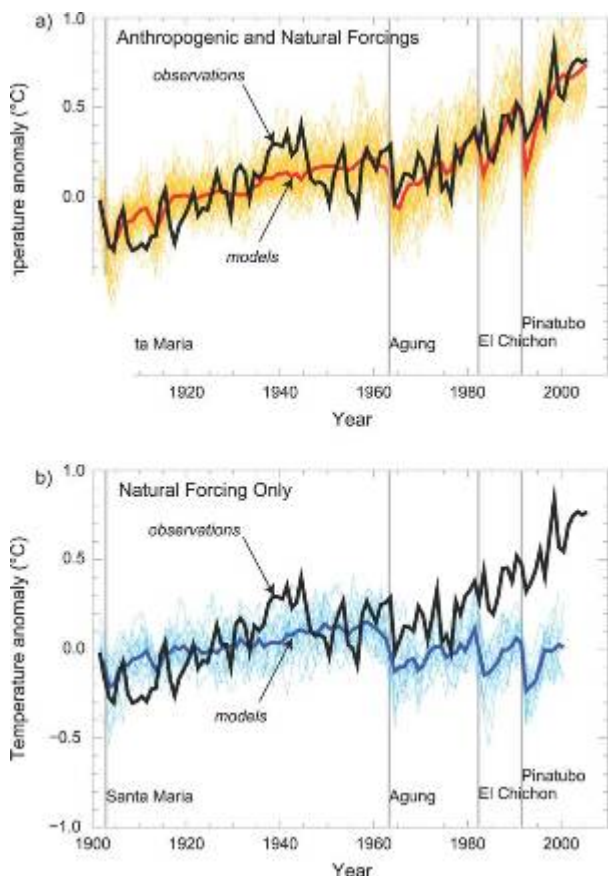 a)
1.0
Anthropogenic and Natural Forcings
observations
0.5
0.0
models
nperature anomaly (°C)
ta Maria
Agung
El Chichon
Pinatubo
1920
1940
1960
1980
2000
Year
b)
1.0
Natural Forcing Only
observations
0.5
0.0
models
−0.5
−1.0
Temperature anomaly (°C)
Santa Maria
Agung
El Chichon
Pinatubo
1900
1920
1940
1960
1980
2000
Year